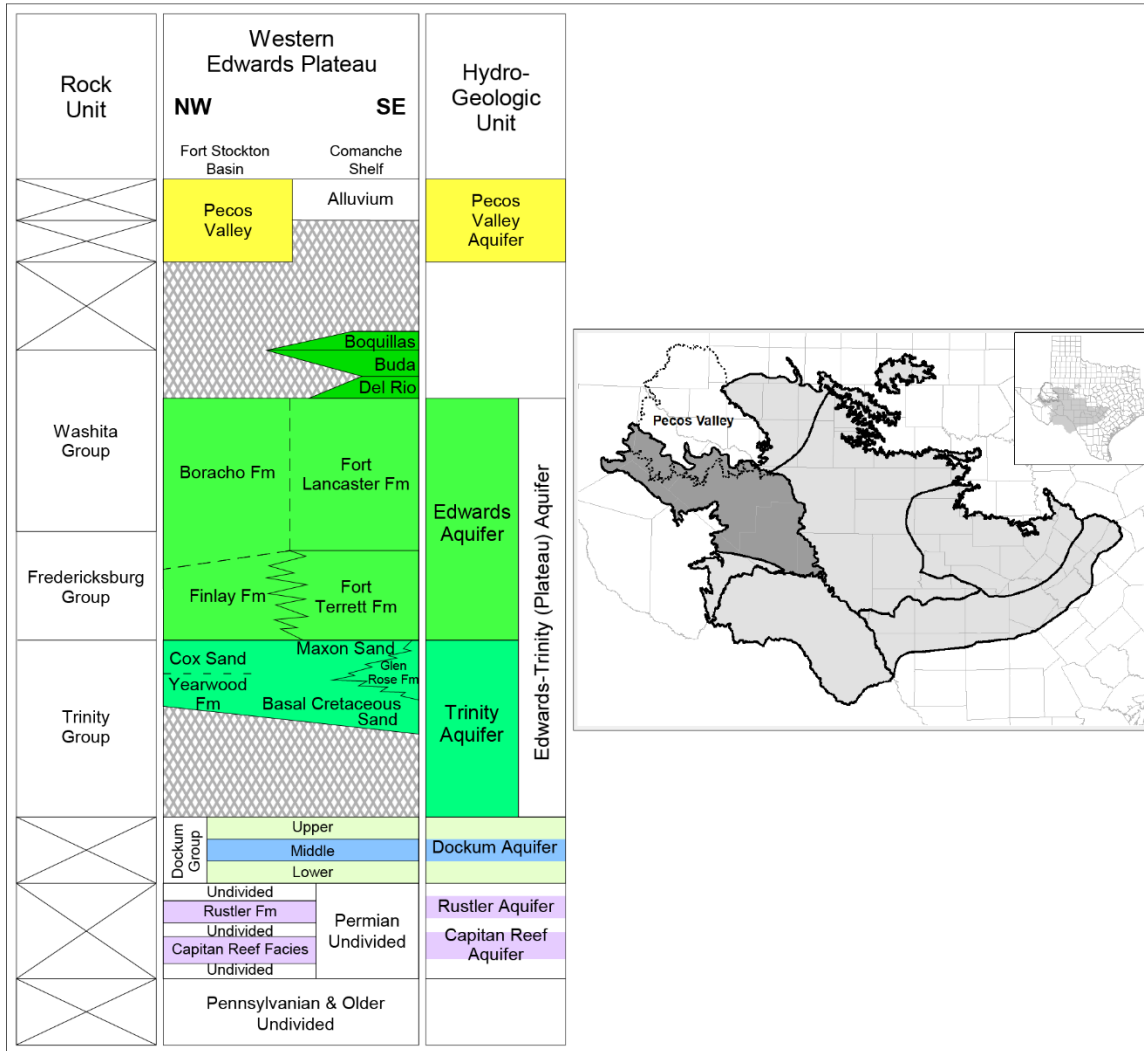 Rock
Unit
Western
Edwards Plateau
NW SE
Fort Stockton
Basin
Comanche
Shelf
Hydro-
Geologic
Unit
Pecos
Valley
Alluvium
Pecos
Valley
Aquifer
Boquillas
Buda
Del Rio
Washita
Group
Boracho Fm
Fort
Lancaster Fm
Edwards
Aquifer
Edwards-Trinity (Plateau) Aquifer
Fredericksburg
Group
Finlay Fm
Fort
Terrett Fm
Trinity
Group
Cox Sand
Yearwood
Fm
Maxon Sand
Glen
Rose Fm
Basal Cretaceous
Sand
Trinity
Aquifer
Dockum
Group
Upper
Middle
Lower
Dockum Aquifer
Undivided
Rustler Fm
Undivided
Capitan Reef Facies
Undivided
Permian
Undivided
Rustler Aquifer
Capitan Reef
Aquifer
Pennsylvanian & Older
Undivided
Pecos Valley